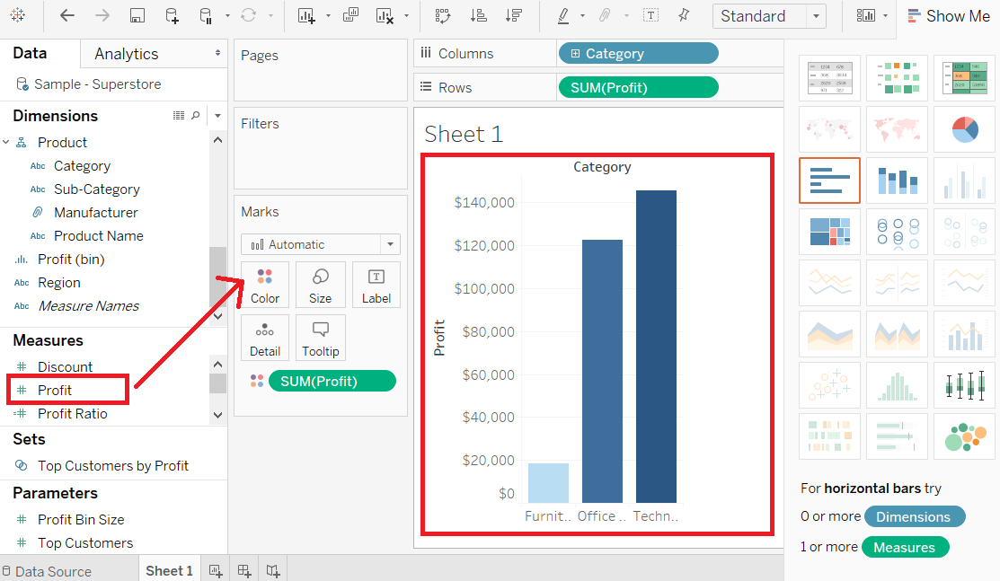 Standard
Show Me
Data
Analytics
Sample - Superstore
Dimensions
Product
Abc Category
Abc Sub-Category
Manufacturer
Abc Product Name
Profit (bin)
Abc Region
Abc Measure Names
Measures
# Discount
# Profit
=# Profit Ratio
Sets
Top Customers by Profit
Parameters
# Profit Bin Size
# Top Customers
Pages
Filters
Marks
Automatic
Color Size Label
Detail Tooltip
SUM(Profit)
Columns
Category
Rows
SUM(Profit)
Sheet 1
Category
Profit
$140,000
$120,000
$100,000
$80,000
$60,000
$40,000
$20,000
$0
Furnit.. Office .. Techn..
For horizontal bars try
0 or more Dimensions
1 or more Measures
Data Source
Sheet 1